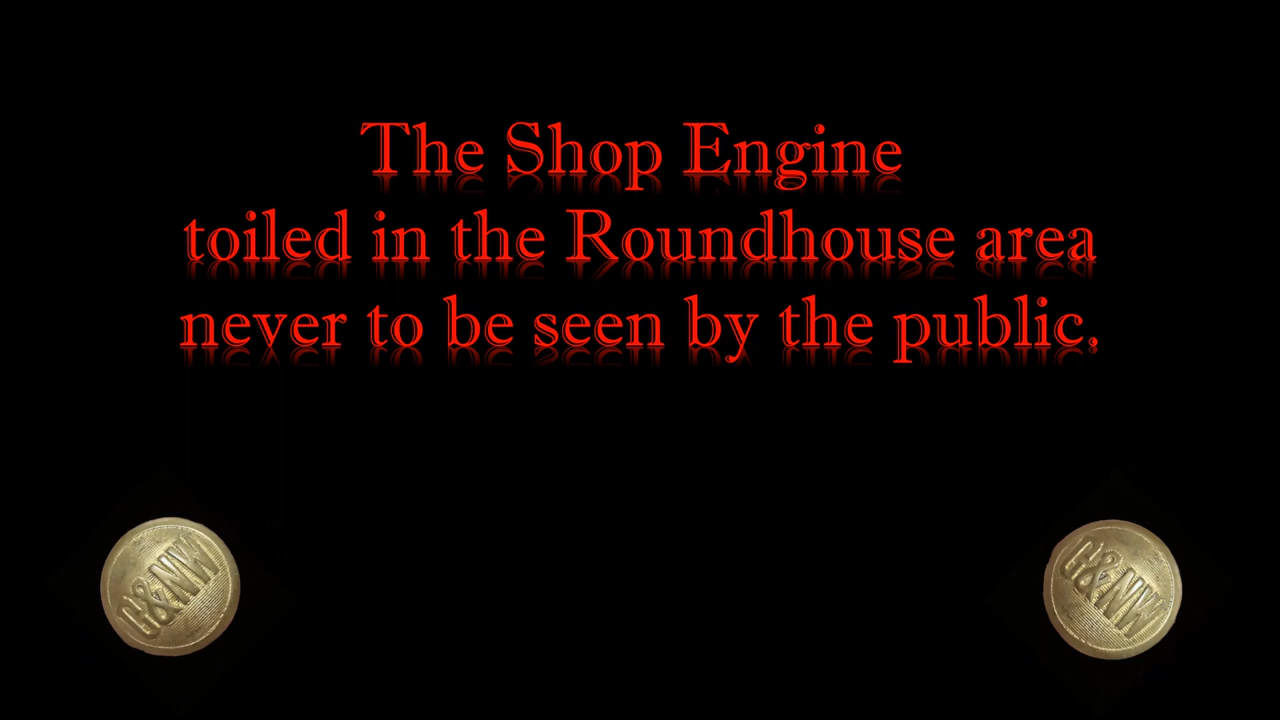 The Shop Engine
toiled in the Roundhouse area
never to be seen by the public.
C&NW
C&NW